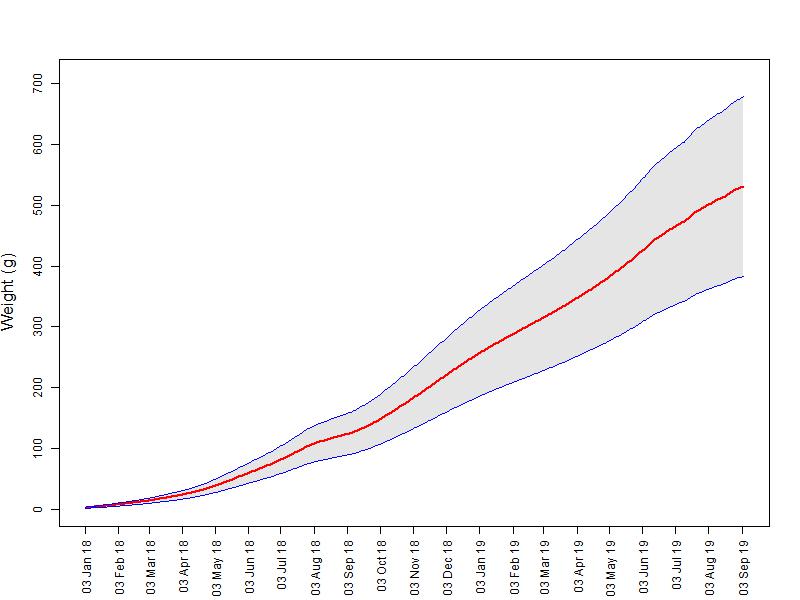 Weight (g)
700
600
500
400
300
200
100
0
03 Jan 18
03 Feb 18
03 Mar 18
03 Apr 18
03 May 18
03 Jun 18
03 Jul 18
03 Aug 18
03 Sep 18
03 Oct 18
03 Nov 18
03 Dec 18
03 Jan 19
03 Feb 19
03 Mar 19
03 Apr 19
03 May 19
03 Jun 19
03 Jul 19
03 Aug 19
03 Sep 19